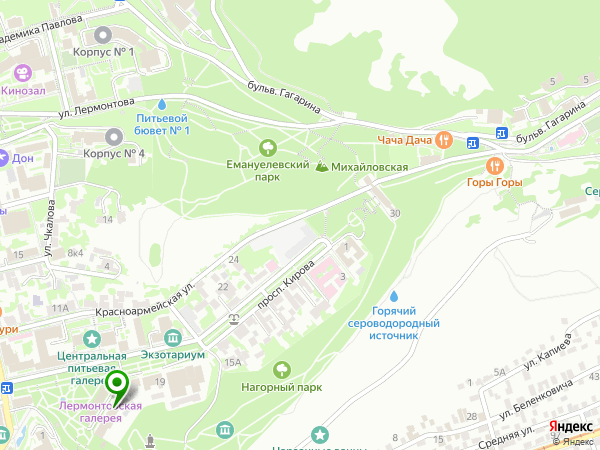 адемика Павлова
Корпус № 1
Кинозал
ул. Лермонтова
Питьевой
бювет № 1
бульв. Гагарина
5
5
бульв. Гагарина
Чача Дача
Горы Горы
Дон
Корпус № 4
Емануелевский
парк
Михайловская
ул. Чкалова
14
30
15
8к4
4
24
1
3
22
просп. Кирова
11А
Красноармейская ул.
Горячий
сероводородный
источник
Центральная
питьевая
галерея
Экзотариум
15А
19
Нагорный парк
Лермонтовская
галерея
ул. Капиева
43
ул. Беленковича
28
8
15
Средняя ул.
Яндекс